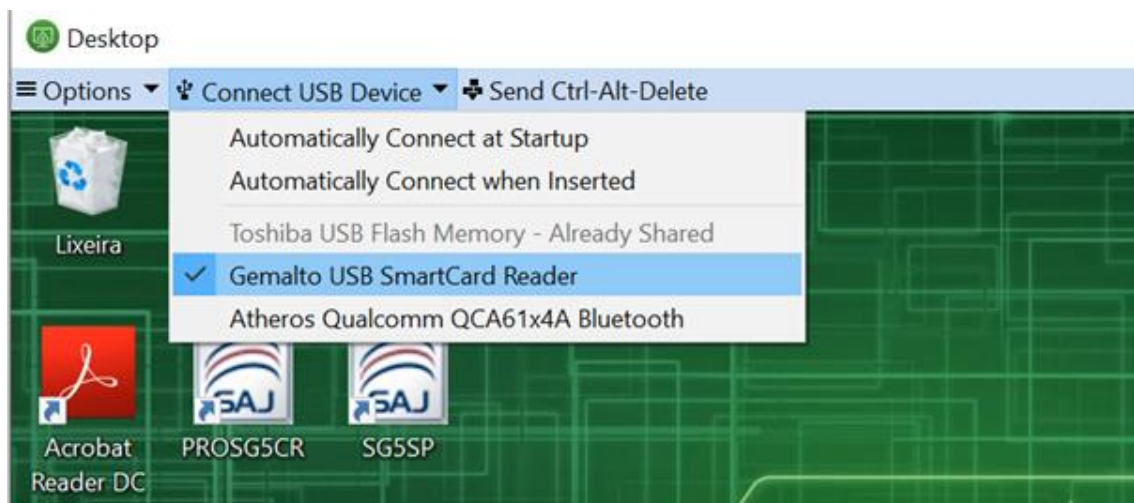 Desktop
Options Connect USB Device Send Ctrl-Alt-Delete
Automatically Connect at Startup
Automatically Connect when Inserted
Toshiba USB Flash Memory - Already Shared
Gemalto USB SmartCard Reader
Atheros Qualcomm QCA61x4A Bluetooth
Lixeira
SAJ SAJ
Acrobat PROSG5CR SG5SP
Reader DC